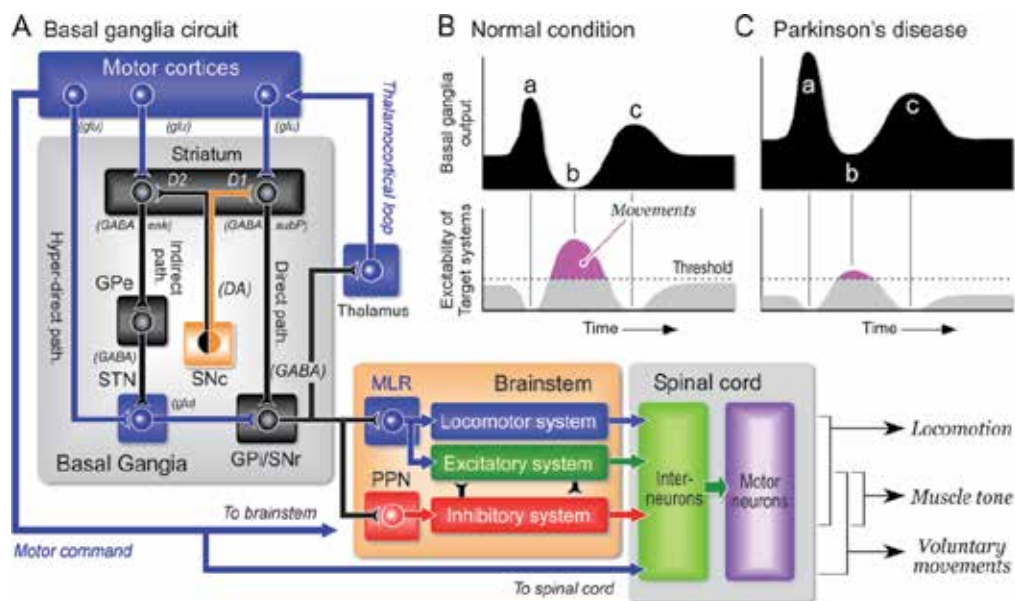 A Basal ganglia circuit
Motor cortices
(glu)
(glu)
(glu)
Striatum
D2
D1
(GABA
enk)
(GABA
subP)
Hyper-direct path.
Indirect
path.
(DA)
Direct path.
Thalamocortical loop
GPe
(GABA)
STN
SNc
(GABA)
Thalamus
(glu)
Basal Gangia
GPi/SNr
To brainstem
Motor command
To spinal cord
B Normal condition
Basal ganglia
output
a
b
c
Movements
Excitability of
Target systems
Threshold
Time
C Parkinson's disease
a
b
c
Time
MLR
Brainstem
Locomotor system
Excitatory system
PPN
Inhibitory system
Spinal cord
Inter-
neurons
Motor
neurons
Locomotion
Muscle tone
Voluntary
movements